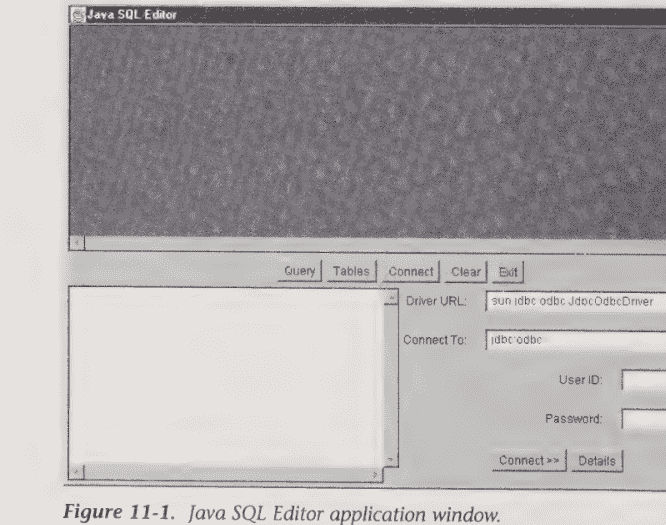 Java SQL Editor
Query Tables Connect Clear Exit
Driver URL: sun.jdbc.odbc.JdbcOdbcDriver
Connect To: jdbc:odbc:
User ID:
Password:
Connect >> Details
Figure 11-1. Java SQL Editor application window.